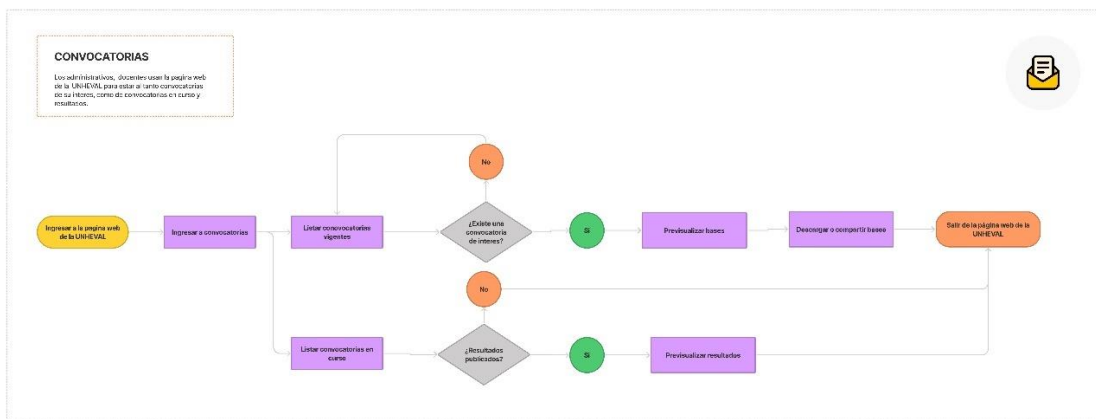 CONVOCATORIAS
Los administrativos, docentes usan la pagina web
de la UNHEVAL para estar al tanto convocatorias
de su interes, como de convocatorias en curso y
resultados.
No
Ingresar a la pagina web
de la UNHEVAL
Ingresar a convocatorias
Listar conovocatorias
vigentes
¿Existe una
convocatoria
de interes?
Si
Previsualizar bases
Descargar o compartir bases
Salir de la página web de la
UNHEVAL
No
Listar convocatorias en
curso
¿Resultados
publicados?
Si
Previsualizar resultados